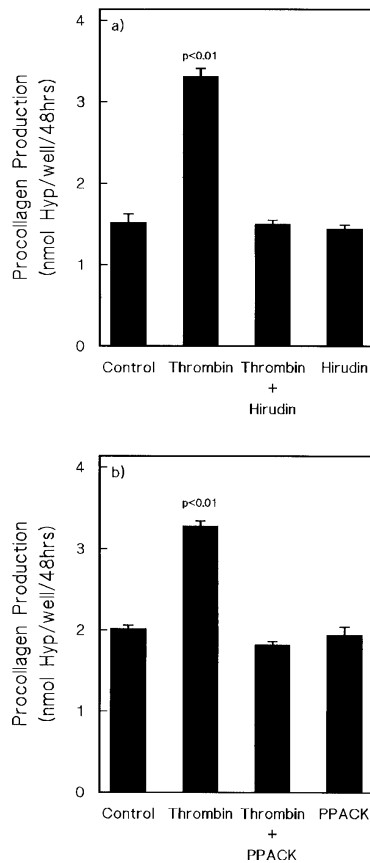 a)
p<0.01
Procollagen Production
(nmol Hyp/well/48hrs)
4
3
2
1
0
Control Thrombin Thrombin Hirudin
+
Hirudin
b)
p<0.01
Procollagen Production
(nmol Hyp/well/48hrs)
4
3
2
1
0
Control Thrombin Thrombin PPACK
+
PPACK